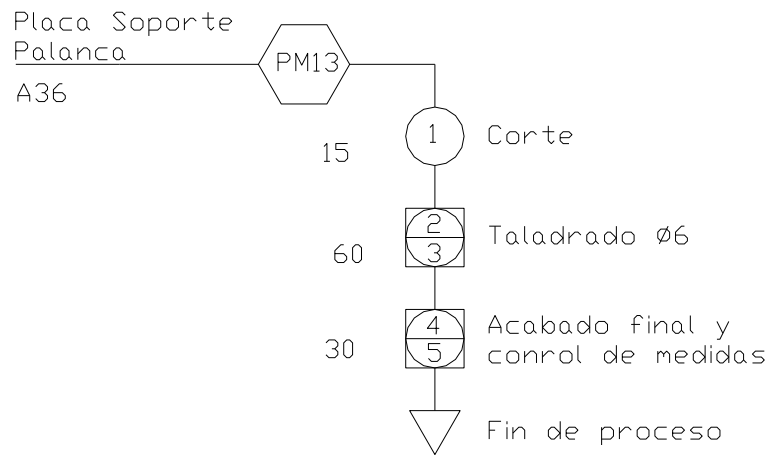 Placa Soporte
Palanca
PM13
A36
1
Corte
15
2
3
Taladrado Ø6
60
4
5
Acabado final y
conrol de medidas
30
Fin de proceso